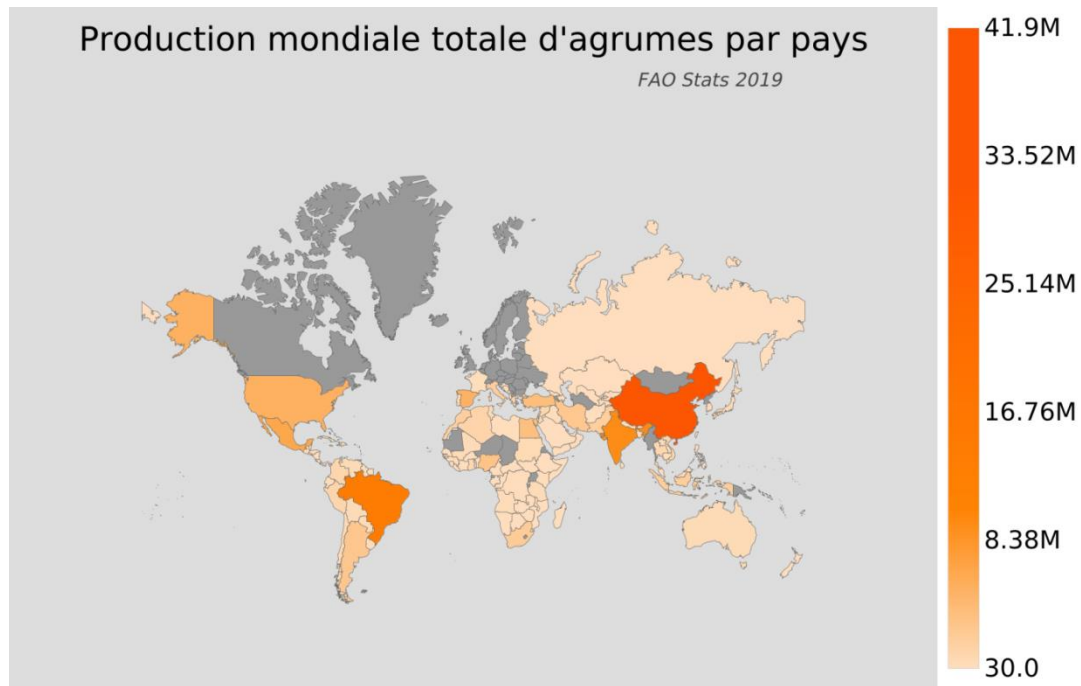 Production mondiale totale d'agrumes par pays
FAO Stats 2019
41.9M
33.52M
25.14M
16.76M
8.38M
30.0